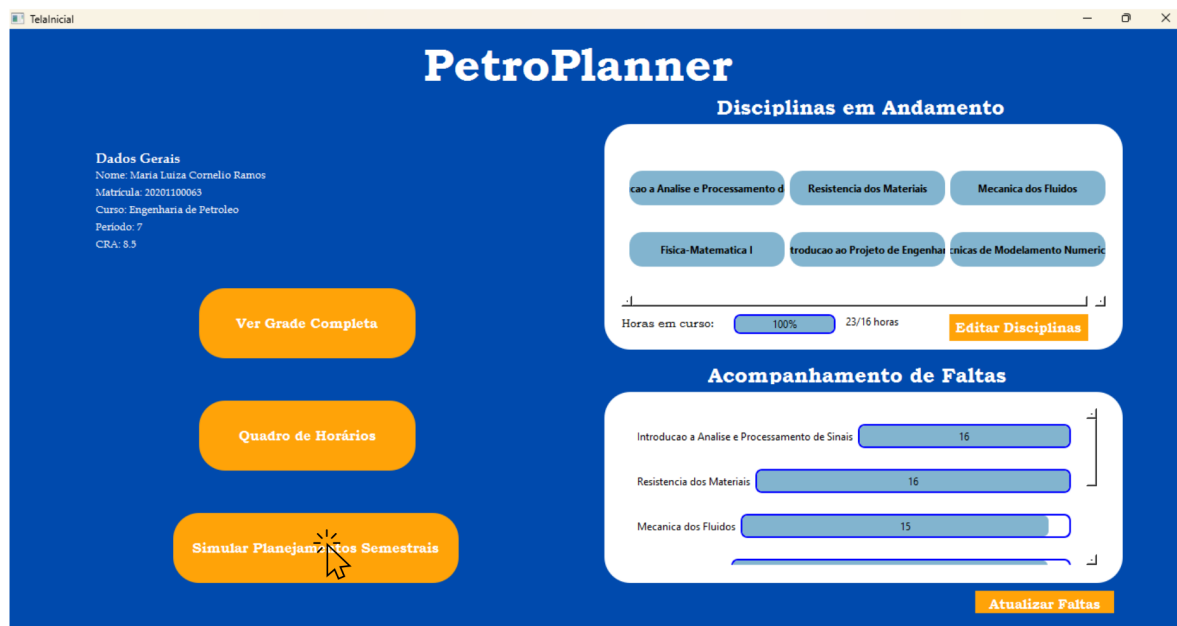 TelaInicial
PetroPlanner
Dados Gerais
Nome: Maria Luiza Cornelio Ramos
Matrícula: 20201100063
Curso: Engenharia de Petroleo
Período: 7
CRA: 8.5
Ver Grade Completa
Quadro de Horários
Simular Planejamentos Semestrais
Disciplinas em Andamento
cao a Analise e Processamento d
Resistencia dos Materiais
Mecanica dos Fluidos
Fisica-Matematica I
troducao ao Projeto de Engenhar
cnicas de Modelamento Numeric
Horas em curso:
100%
23/16 horas
Editar Disciplinas
Acompanhamento de Faltas
Introducao a Analise e Processamento de Sinais
16
Resistencia dos Materiais
16
Mecanica dos Fluidos
15
Atualizar Faltas